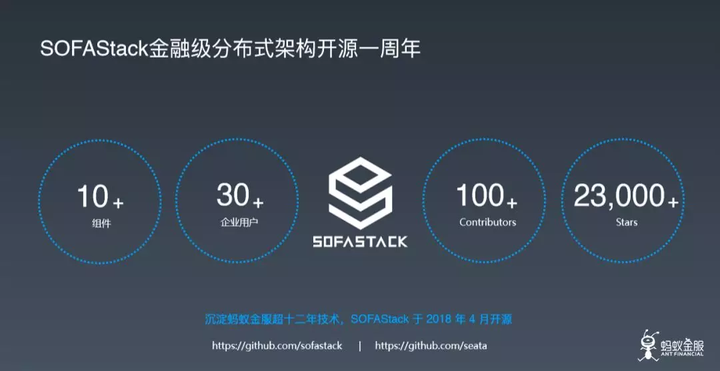 SOFAStack金融级分布式架构开源一周年
10+
组件
30+
企业用户
SOFASTACK
100+
Contributors
23,000+
Stars
沉淀蚂蚁金服超十二年技术，SOFAStack 于 2018 年 4 月开源
https://github.com/sofastack | https://github.com/seata
蚂蚁金服
ANT FINANCIAL